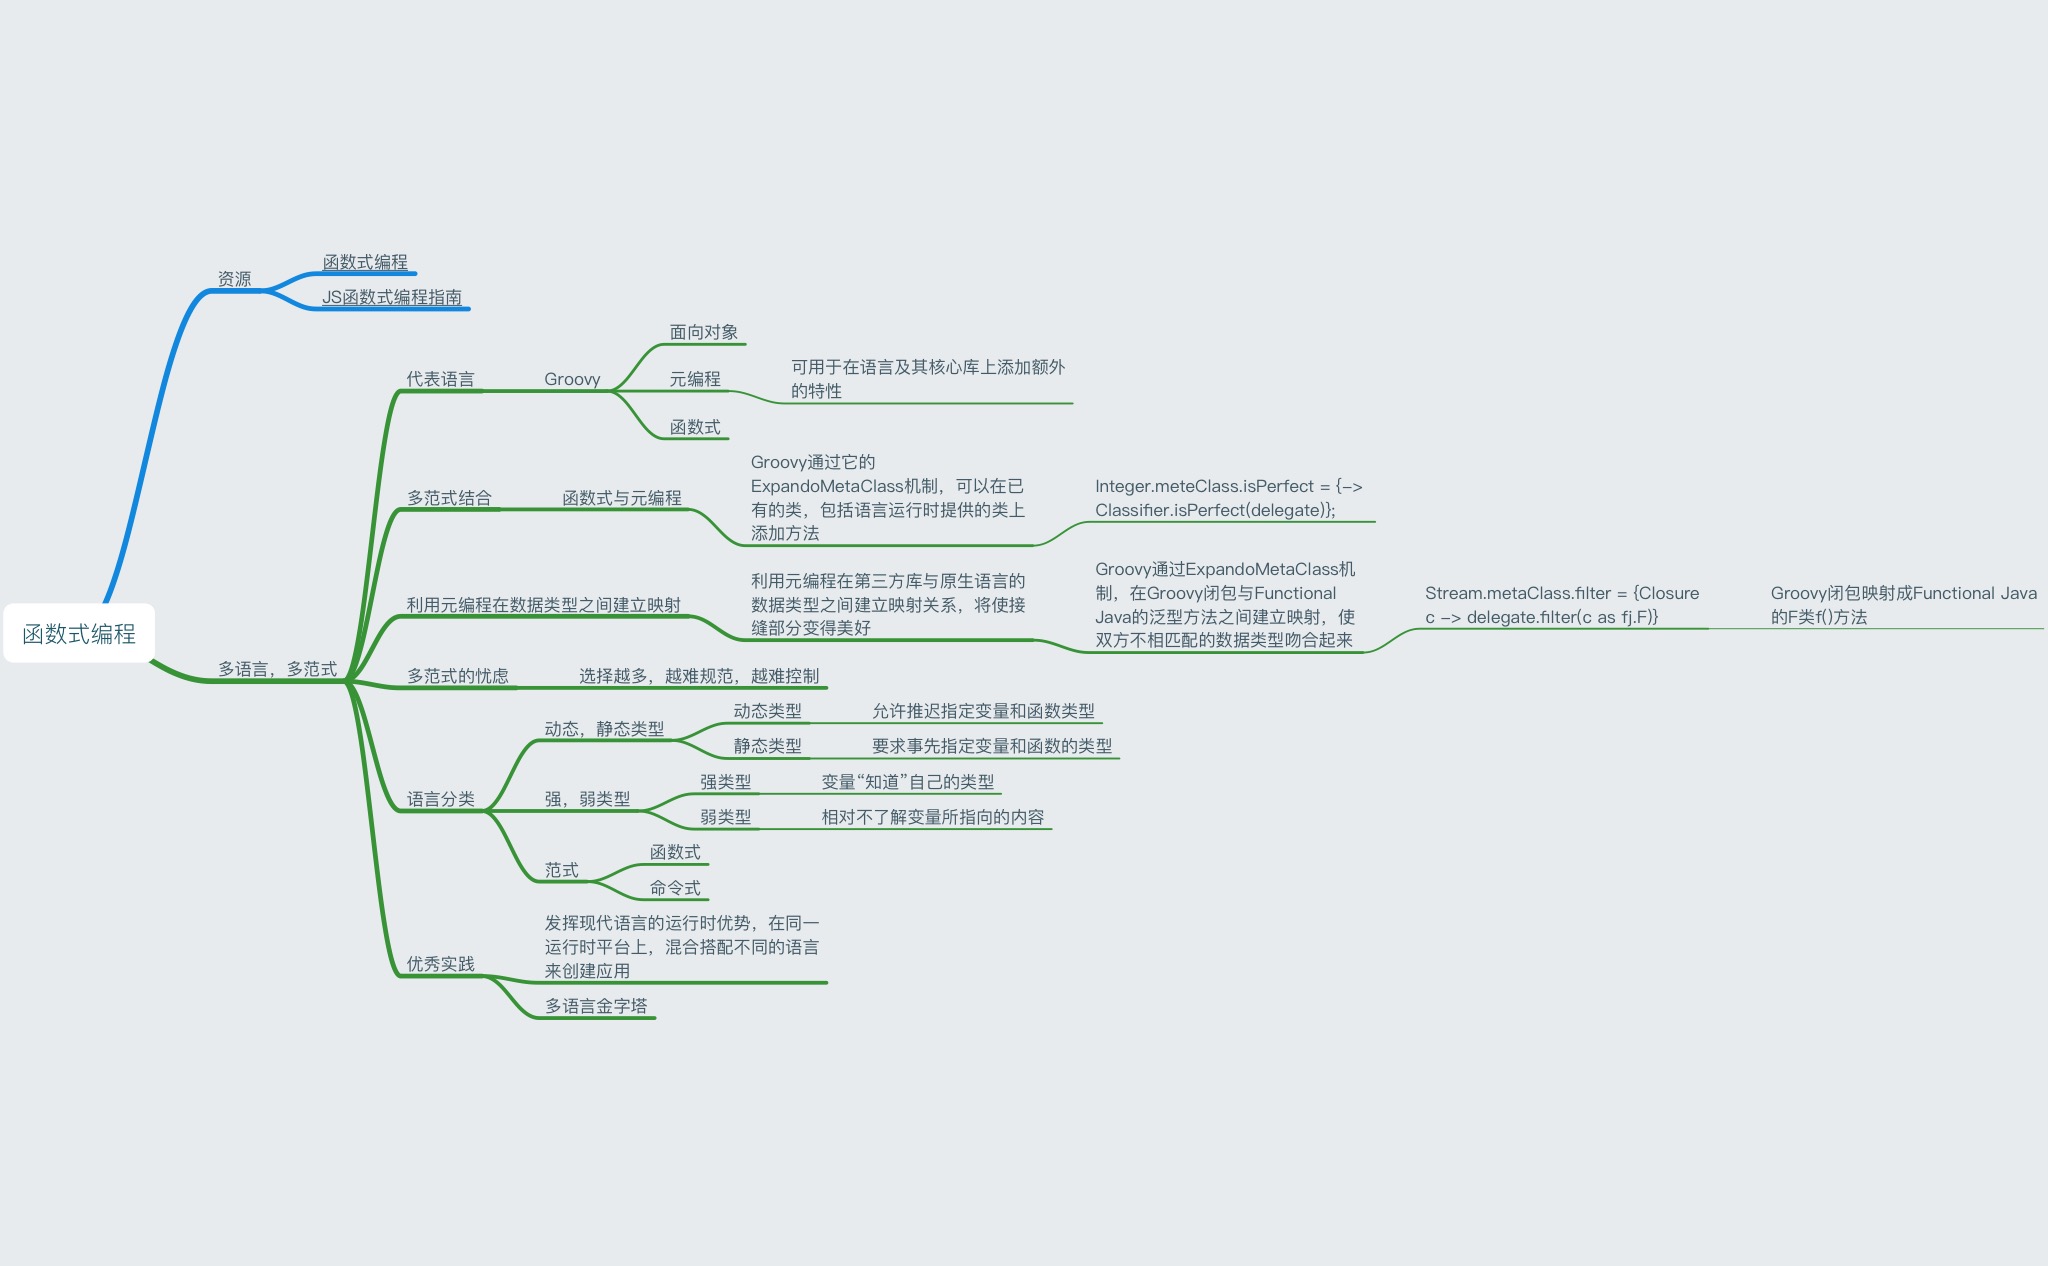 函数式编程
资源
函数式编程
JS函数式编程指南
多语言，多范式
代表语言
Groovy
面向对象
元编程
可用于在语言及其核心库上添加额外
的特性
函数式
多范式结合
函数式与元编程
Groovy通过它的
ExpandoMetaClass机制，可以在已
有的类，包括语言运行时提供的类上
添加方法
Integer.meteClass.isPerfect = {->
Classifier.isPerfect(delegate)};
利用元编程在数据类型之间建立映射
利用元编程在第三方库与原生语言的
数据类型之间建立映射关系，将使接
缝部分变得美好
Groovy通过ExpandoMetaClass机
制，在Groovy闭包与Functional
Java的泛型方法之间建立映射，使
双方不相匹配的数据类型吻合起来
Stream.metaClass.filter = {Closure
c -> delegate.filter(c as fj.F)}
Groovy闭包映射成Functional Java
的F类f()方法
多范式的忧虑
选择越多，越难规范，越难控制
语言分类
动态，静态类型
动态类型
允许推迟指定变量和函数类型
静态类型
要求事先指定变量和函数的类型
强，弱类型
强类型
变量“知道”自己的类型
弱类型
相对不了解变量所指向的内容
范式
函数式
命令式
优秀实践
发挥现代语言的运行时优势，在同一
运行时平台上，混合搭配不同的语言
来创建应用
多语言金字塔